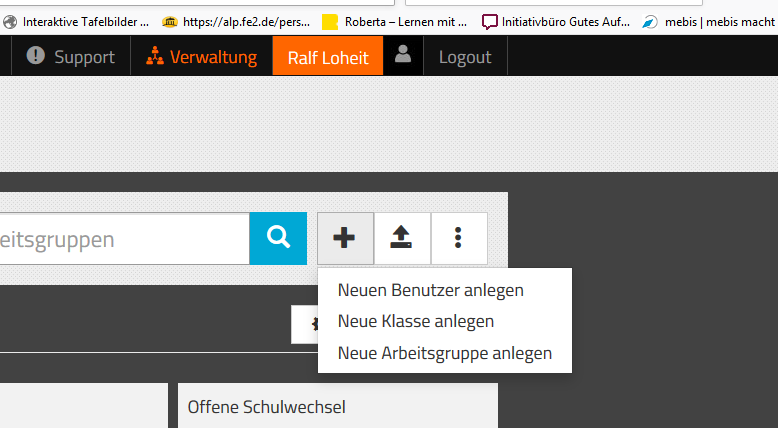 Interaktive Tafelbilder ... https://alp.fe2.de/pers... Roberta – Lernen mit ... Initiativbüro Gutes Auf... mebis | mebis macht
Support Verwaltung Ralf Loheit Logout
eitsgruppen
Neuen Benutzer anlegen
Neue Klasse anlegen
Neue Arbeitsgruppe anlegen
Offene Schulwechsel